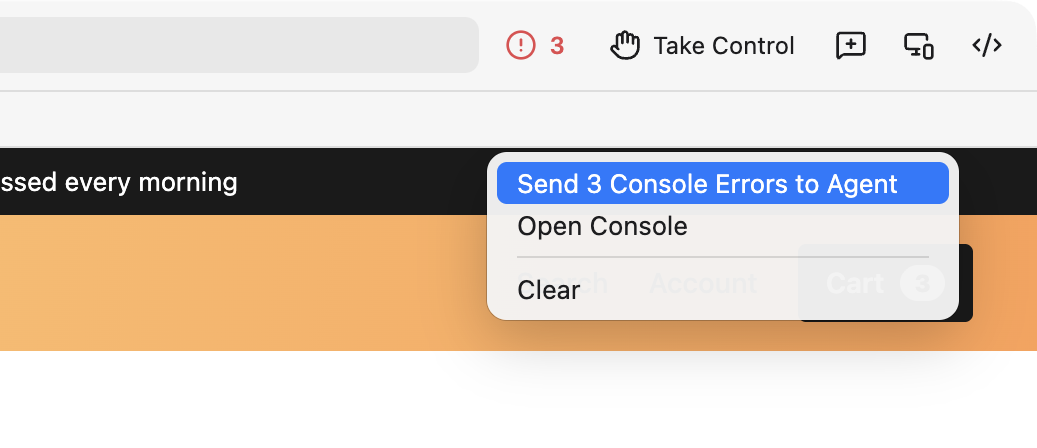 3 Take Control
ssed every morning
Send 3 Console Errors to Agent
Open Console
Search Account Cart 3
Clear